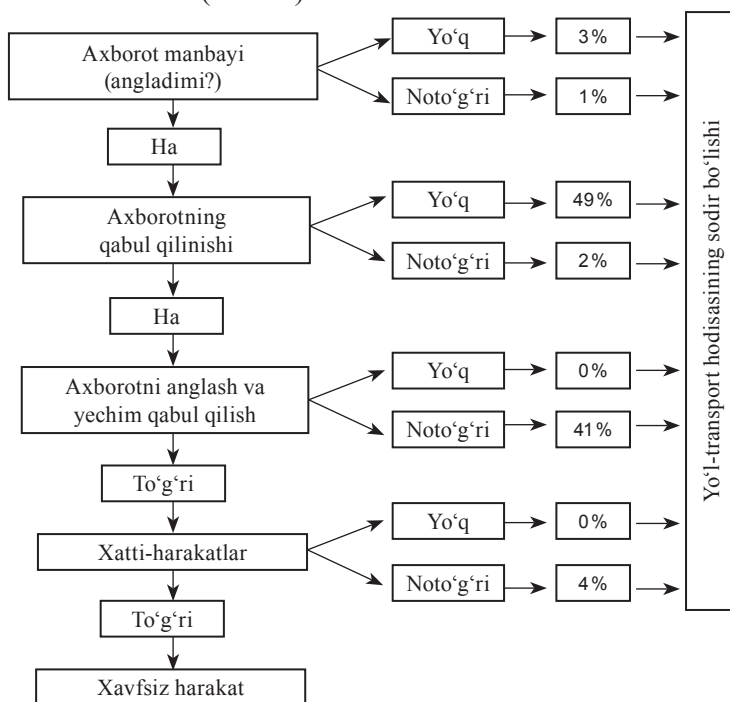 Axborot manbayi
(angladimi?)
Yo‘q
3%
Noto‘g‘ri
1%
Ha
Axborotning
qabul qilinishi
Yo‘q
49%
Noto‘g‘ri
2%
Ha
Axborotni anglash va
yechim qabul qilish
Yo‘q
0%
Noto‘g‘ri
41%
To‘g‘ri
Xatti-harakatlar
Yo‘q
0%
Noto‘g‘ri
4%
To‘g‘ri
Xavfsiz harakat
Yo‘l-transport hodisasining sodir bo‘lishi